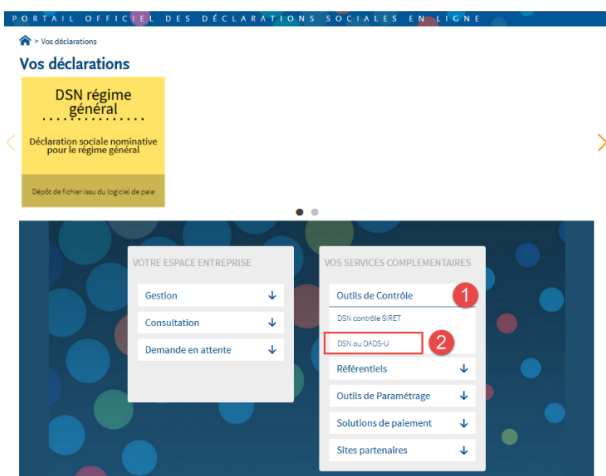 PORTAIL OFFICIEL DES DÉCLARATIONS SOCIALES EN LIGNE
> Vos déclarations
Vos déclarations
DSN régime
général
Déclaration sociale nominative
pour le régime général
Dépôt de fichier issu du logiciel de paie
VOTRE ESPACE ENTREPRISE
Gestion
Consultation
Demande en attente
VOS SERVICES COMPLEMENTAIRES
Outils de Contrôle
1
DSN contrôle SIRET
DSN au DADS-U
2
Référentiels
Outils de Paramétrage
Solutions de paiement
Sites partenaires